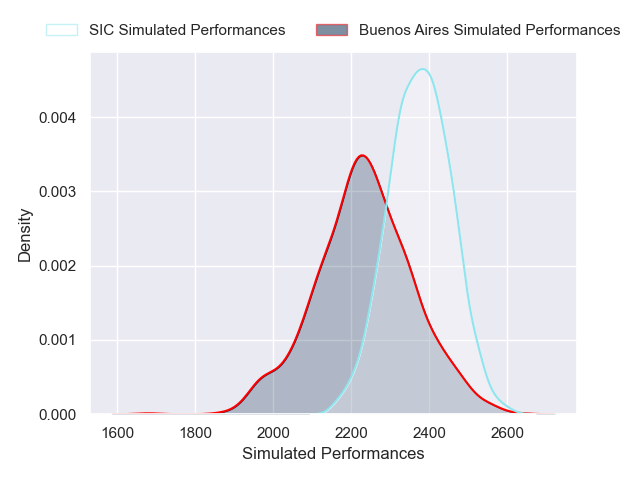 SIC Simulated Performances
Buenos Aires Simulated Performances
Density
0.004
0.003
0.002
0.001
0.000
1600
1800
2000
2200
2400
2600
Simulated Performances